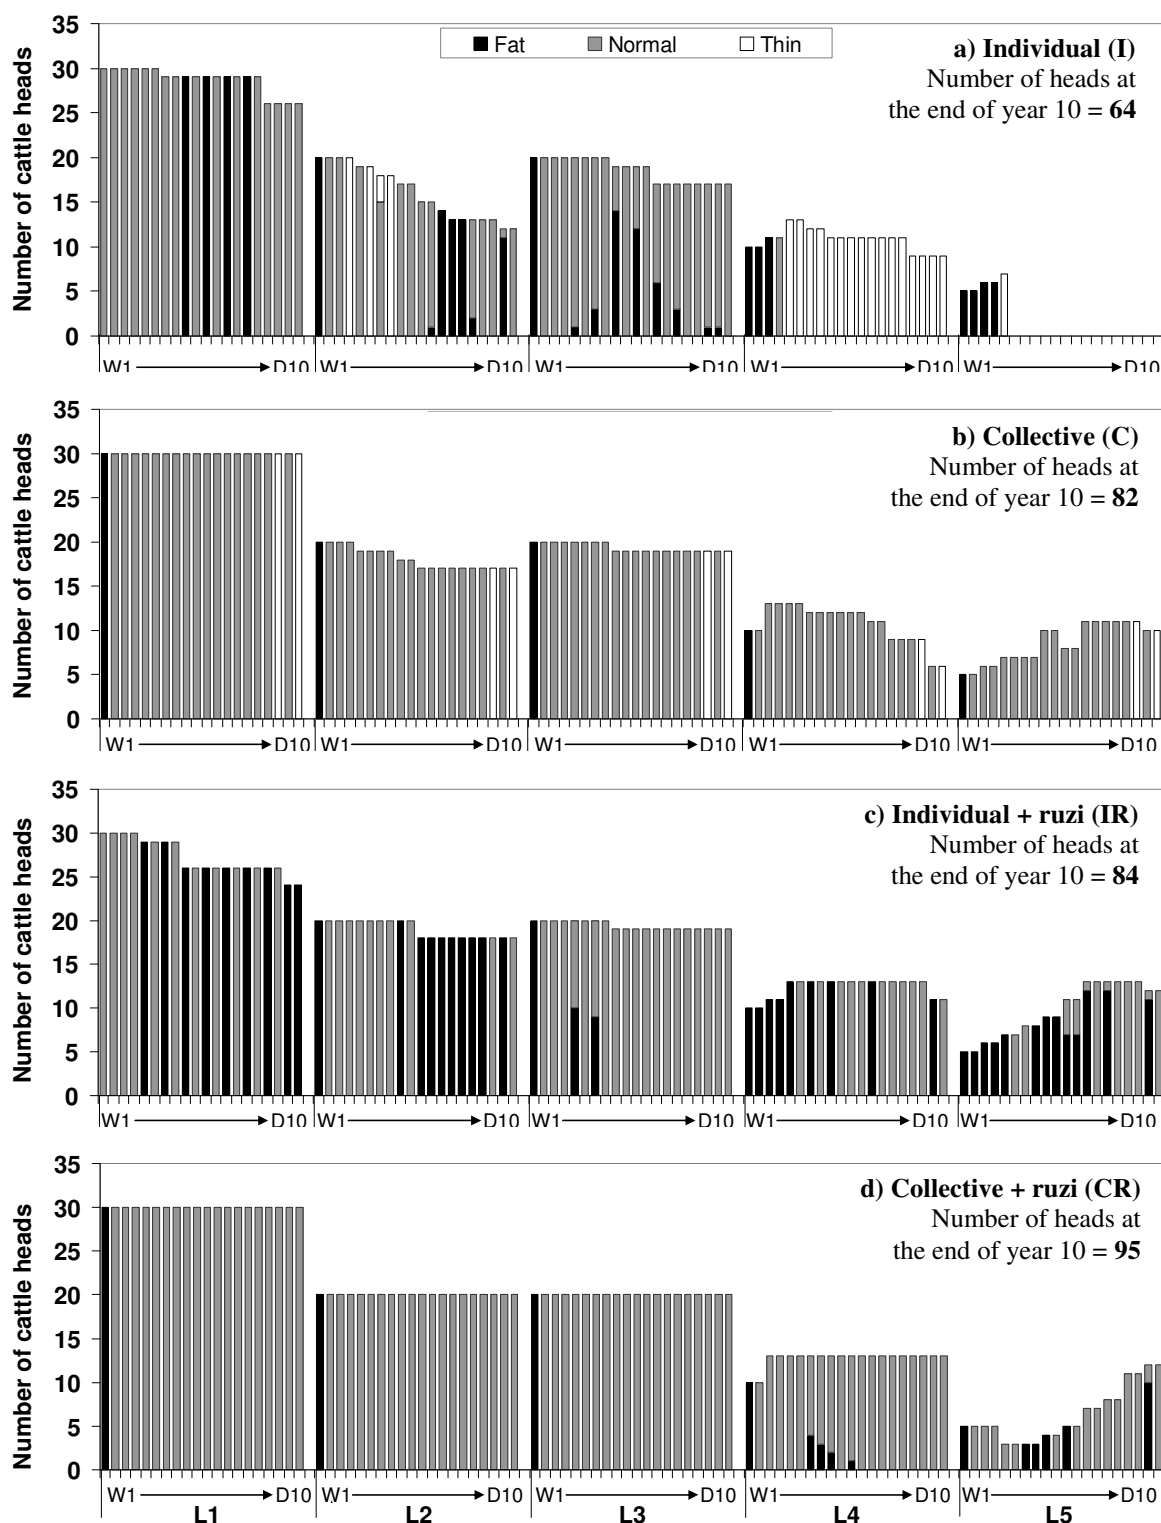 35
30
25
20
15
10
5
0
Number of cattle heads
Fat Normal Thin
a) Individual (I)
Number of heads at
the end of year 10 = 64
W1 D10 W1 D10 W1 D10 W1 D10 W1 D10
35
30
25
20
15
10
5
0
Number of cattle heads
b) Collective (C)
Number of heads at
the end of year 10 = 82
W1 D10 W1 D10 W1 D10 W1 D10 W1 D10
35
30
25
20
15
10
5
0
Number of cattle heads
c) Individual + ruzi (IR)
Number of heads at
the end of year 10 = 84
W1 D10 W1 D10 W1 D10 W1 D10 W1 D10
35
30
25
20
15
10
5
0
Number of cattle heads
d) Collective + ruzi (CR)
Number of heads at
the end of year 10 = 95
W1 D10 W1 D10 W1 D10 W1 D10 W1 D10
L1 L2 L3 L4 L5